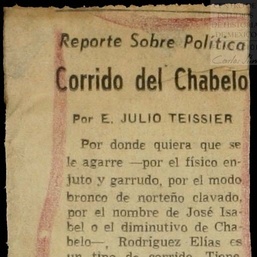 Reporte Sobre Política
Corrido del Chabelo
Por E. JULIO TEISSIER
Por donde quiera que se
le agarre —por el físico en-
juto y garrudo, por el modo
bronco de norteño clavado,
por el nombre de José Isa-
bel o el diminutivo de Cha-
belo—, Rodríguez Elías es
un tipo de corrido. Tiene